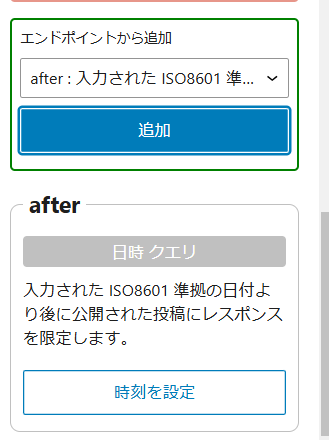 エンドポイントから追加
after : 入力された ISO8601 準...
追加
after
日時 クエリ
入力された ISO8601 準拠の日付よ
り後に公開された投稿にレスポンス
を限定します。
時刻を設定